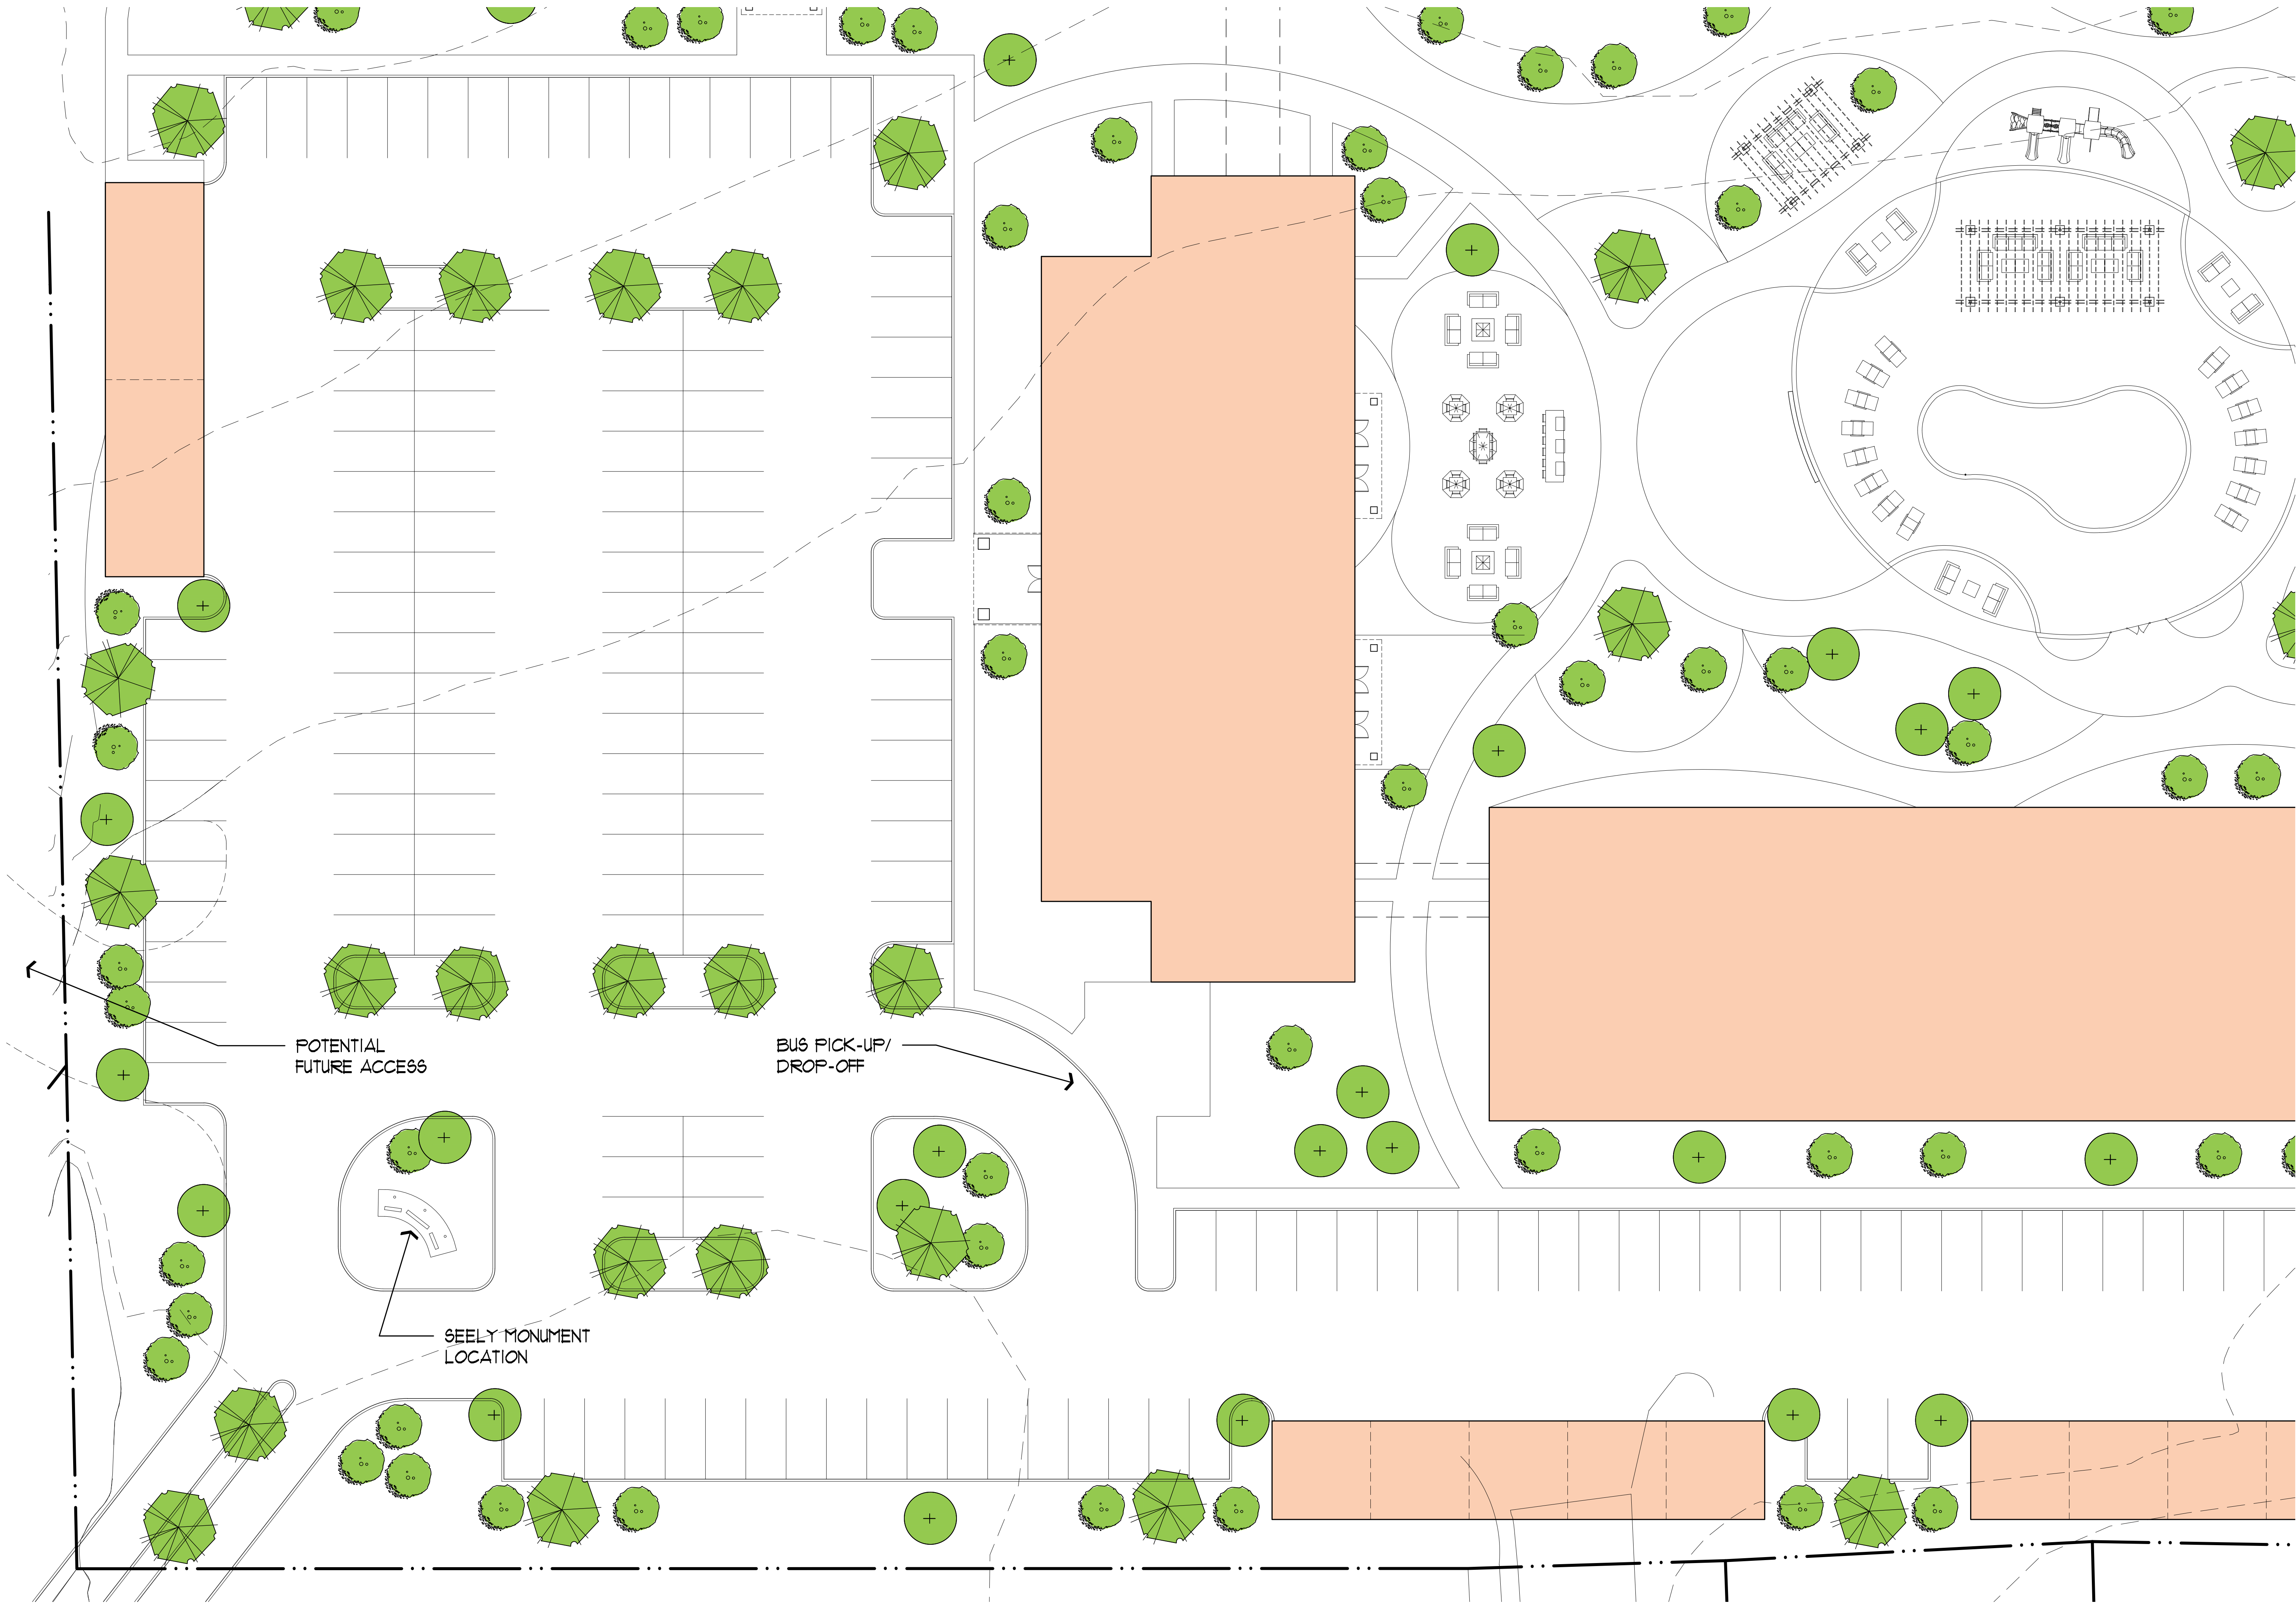 POTENTIAL
FUTURE ACCESS
BUS PICK-UP/
DROP-OFF
SEELY MONUMENT
LOCATION